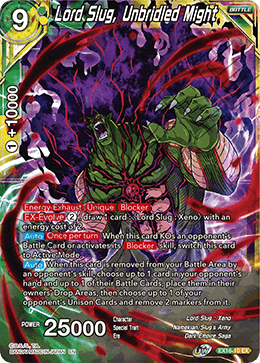 BATTLE
9
Lord Slug, Unbridled Might
1 +10000
Energy-Exhaust Unique Blocker
EX-Evolve 2 (draw 1 card : Lord Slug : Xeno) with an
energy cost of 2
Auto Once per turn When this card KOs an opponent's
Battle Card or activates its Blocker skill, switch this card
to Active Mode.
Auto When this card is removed from your Battle Area by
an opponent's skill, choose up to 1 card in your opponent's
hand and up to 1 of their Battle Cards, place them in their
owners' Drop Areas, then choose up to 1 of your
opponent's Unison Cards and remove 2 markers from it.
POWER 25000
Character Lord Slug : Xeno
Special Trait Namekian, Slug's Army
Era Dark Empire Saga
EX16-10 EX